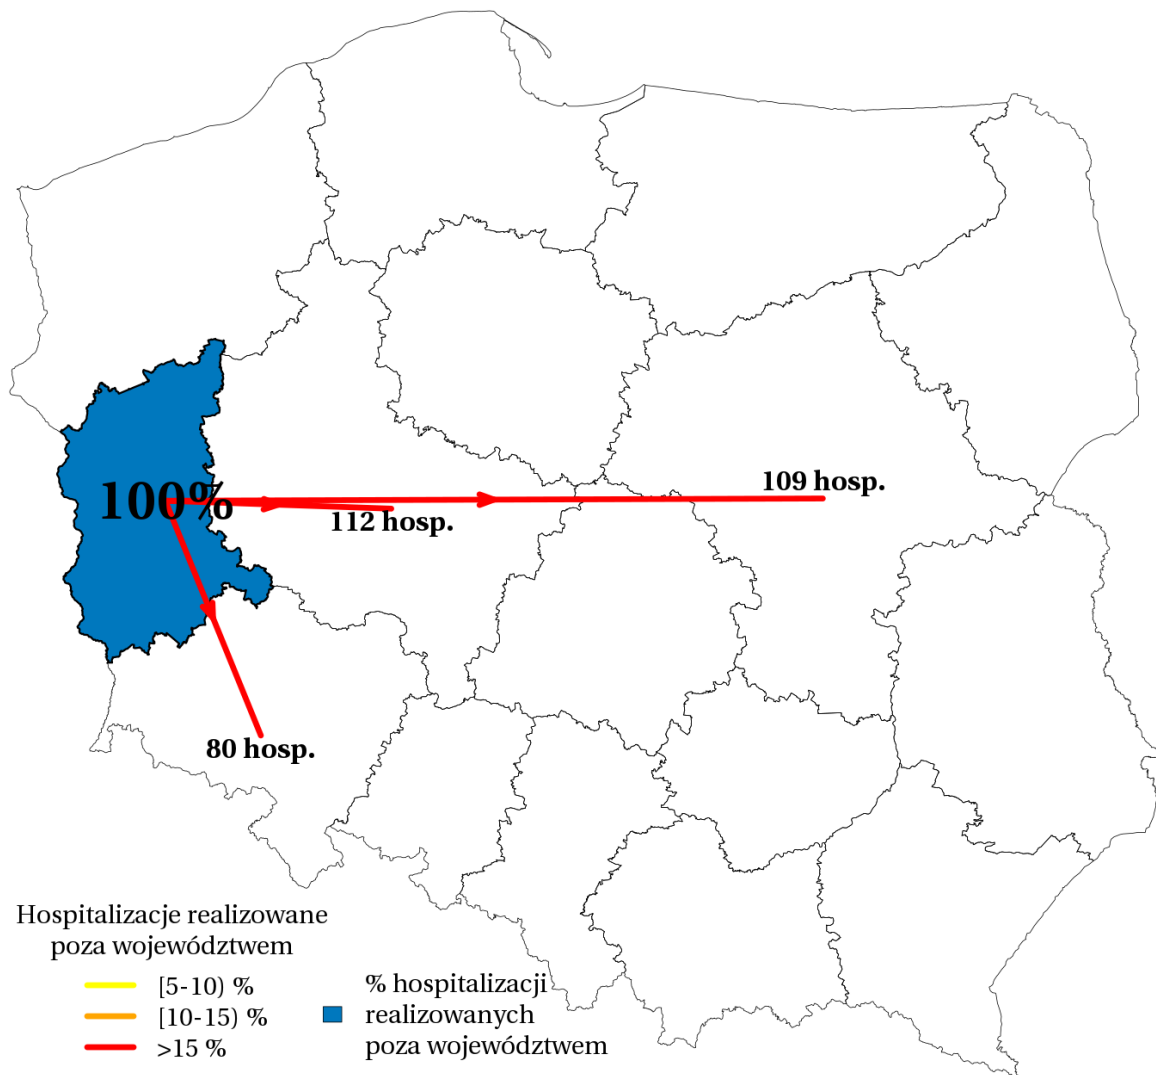 109 hosp.
100%
112 hosp.
80 hosp.
Hospitalizacje realizowane
poza województwem
[5-10) %
[10-15) %
>15 %
% hospitalizacji
realizowanych
poza województwem